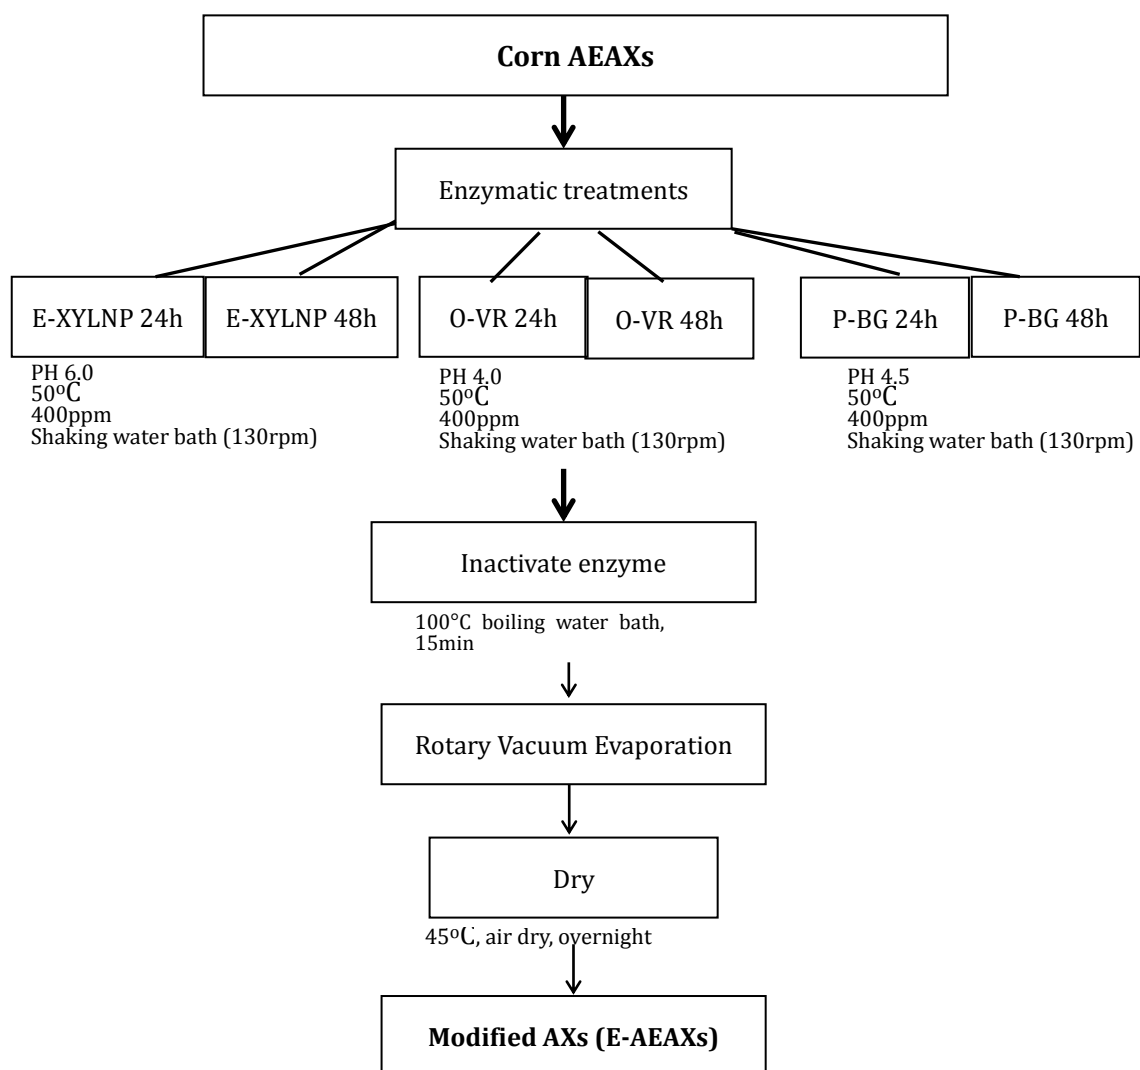 Corn AEAXs
Enzymatic treatments
E-XYLNP 24h
E-XYLNP 48h
O-VR 24h
O-VR 48h
P-BG 24h
P-BG 48h
PH 6.0
50ºC
400ppm
Shaking water bath (130rpm)
PH 4.0
50ºC
400ppm
Shaking water bath (130rpm)
PH 4.5
50ºC
400ppm
Shaking water bath (130rpm)
Inactivate enzyme
100°C boiling water bath,
15min
Rotary Vacuum Evaporation
Dry
45ºC, air dry, overnight
Modified AXs (E-AEAXs)